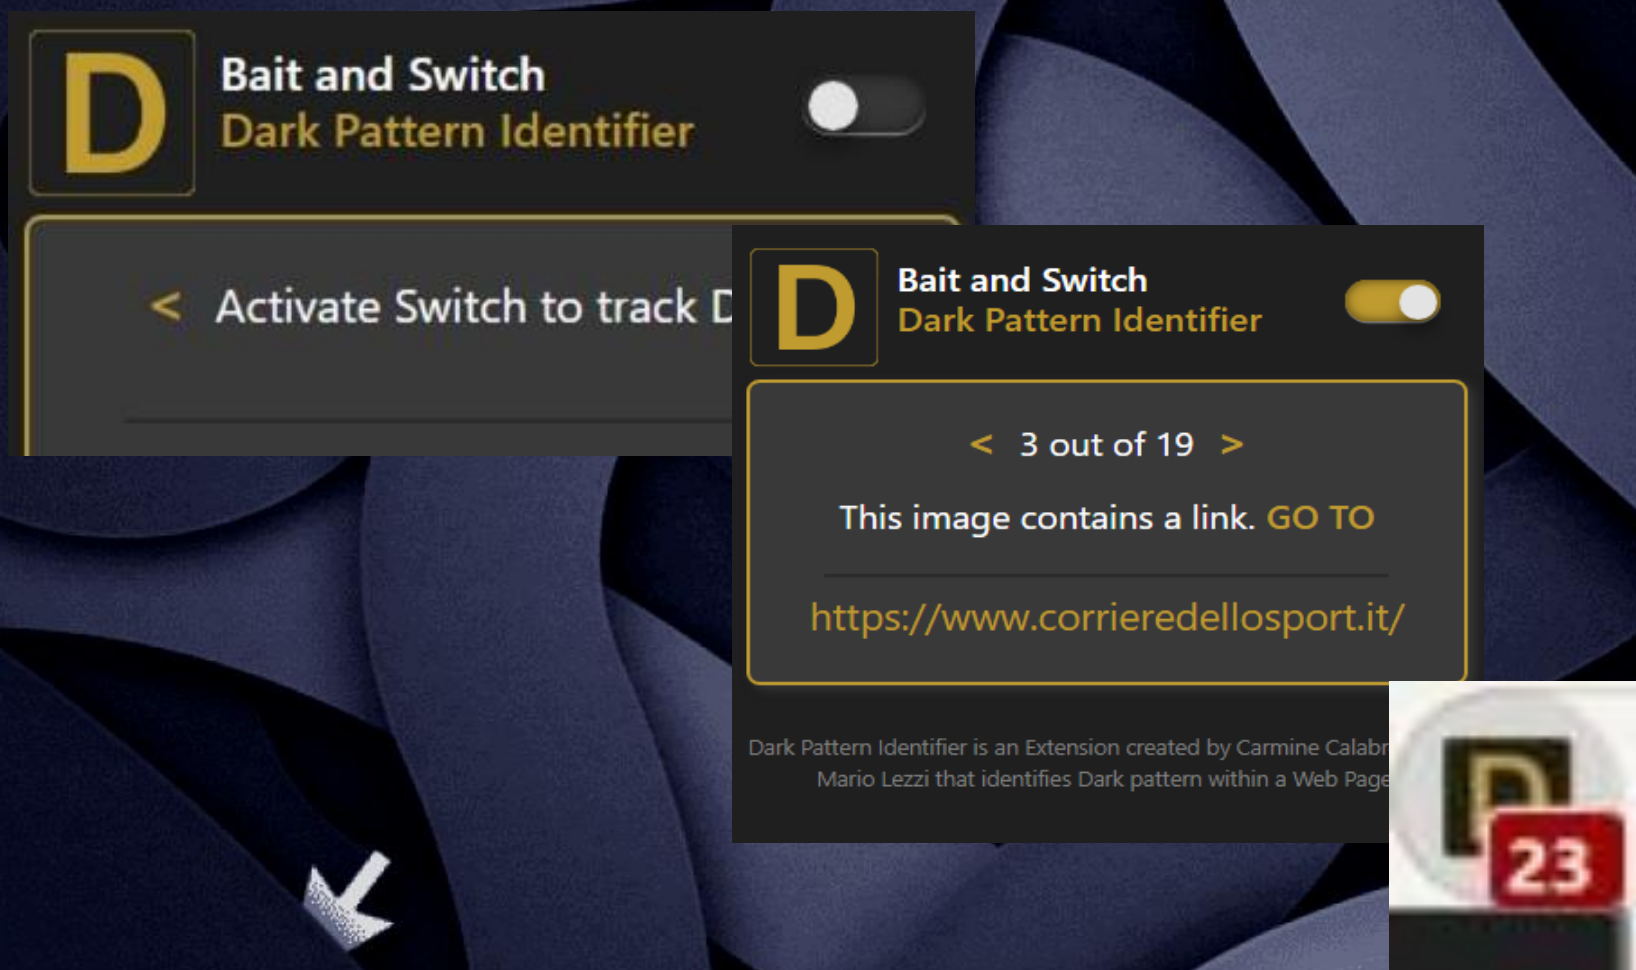 D
Bait and Switch
Dark Pattern Identifier
< Activate Switch to track
D
Bait and Switch
Dark Pattern Identifier
< 3 out of 19 >
This image contains a link. GO TO
https://www.corrieredellosport.it/
Dark Pattern Identifier is an Extension created by Carmine
Mario Lezzi that identifies Dark pattern within a Web Page
D
23